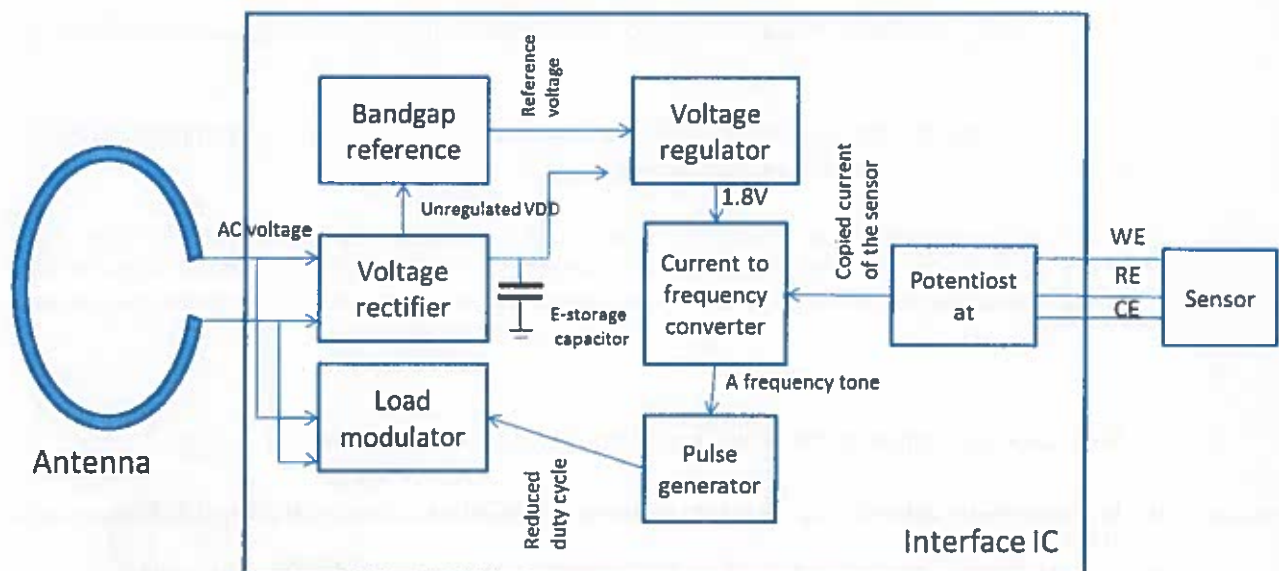 Bandgap
reference
Reference
voltage
Voltage
regulator
Unregulated VDD
1.8V
AC voltage
Voltage
rectifier
E-storage
capacitor
Current to
frequency
converter
Copied current
of the sensor
Potentiost
at
WE
RE
CE
Sensor
A frequency tone
Load
modulator
Reduced
duty cycle
Pulse
generator
Antenna
Interface IC